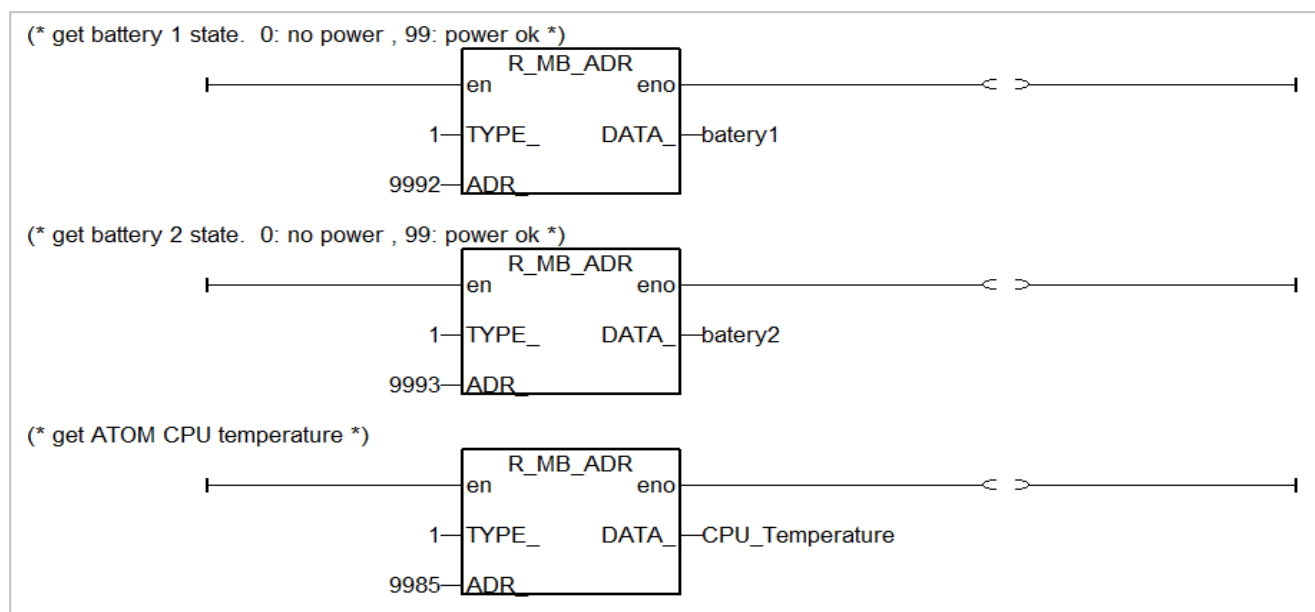 (* get battery 1 state.  0: no power , 99: power ok *)
R_MB_ADR
en eno
1 TYPE_ DATA_ batery1
9992 ADR_
(* get battery 2 state.  0: no power , 99: power ok *)
R_MB_ADR
en eno
1 TYPE_ DATA_ batery2
9993 ADR_
(* get ATOM CPU temperature *)
R_MB_ADR
en eno
1 TYPE_ DATA_ CPU_Temperature
9985 ADR_